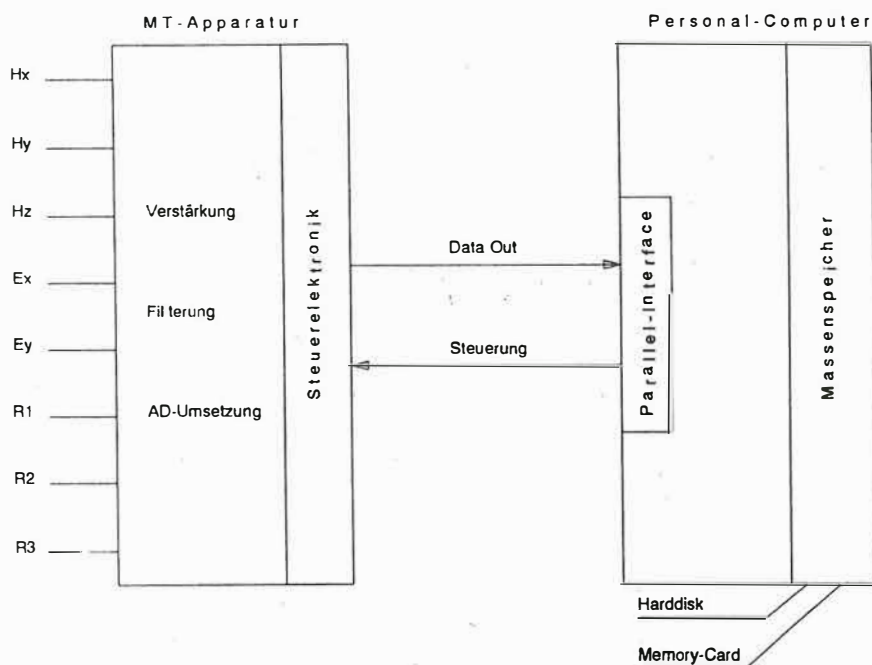 MT-Apparatur
Personal-Computer
Hx
Hy
Hz
Ex
Ey
R1
R2
R3
Verstärkung
Filterung
AD-Umsetzung
Steuerelektronik
Data Out
Steuerung
Parallel-Interface
Massenspeicher
Harddisk
Memory-Card